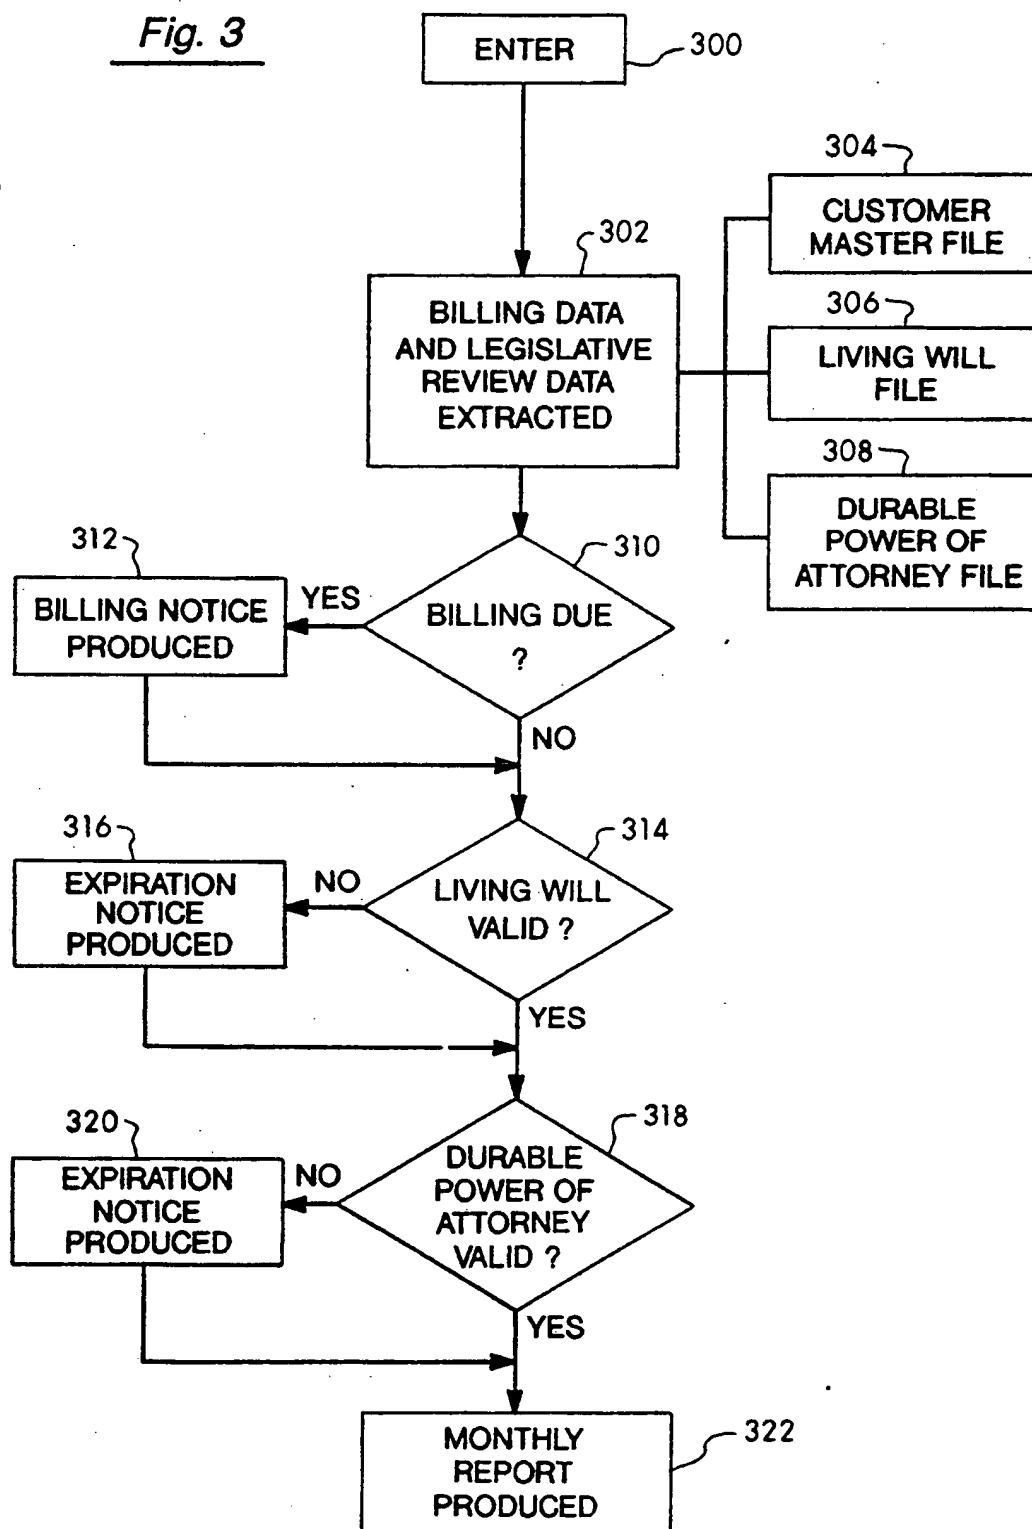 Fig. 3
ENTER
300
304
CUSTOMER
MASTER FILE
302
BILLING DATA
AND LEGISLATIVE
REVIEW DATA
EXTRACTED
306
LIVING WILL
FILE
308
DURABLE
POWER OF
ATTORNEY FILE
310
BILLING DUE
?
YES
312
BILLING NOTICE
PRODUCED
NO
314
LIVING WILL
VALID ?
NO
316
EXPIRATION
NOTICE
PRODUCED
YES
318
DURABLE
POWER OF
ATTORNEY
VALID ?
NO
320
EXPIRATION
NOTICE
PRODUCED
YES
MONTHLY
REPORT
PRODUCED
322